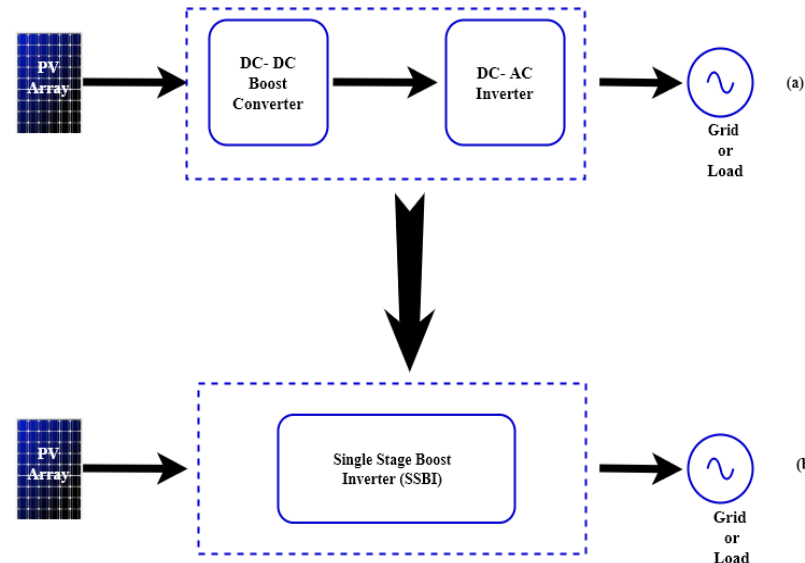 PV
Array
DC- DC
Boost
Converter
DC- AC
Inverter
(a)
Grid
or
Load
PV
Array
Single Stage Boost
Inverter (SSBI)
(b
Grid
or
Load